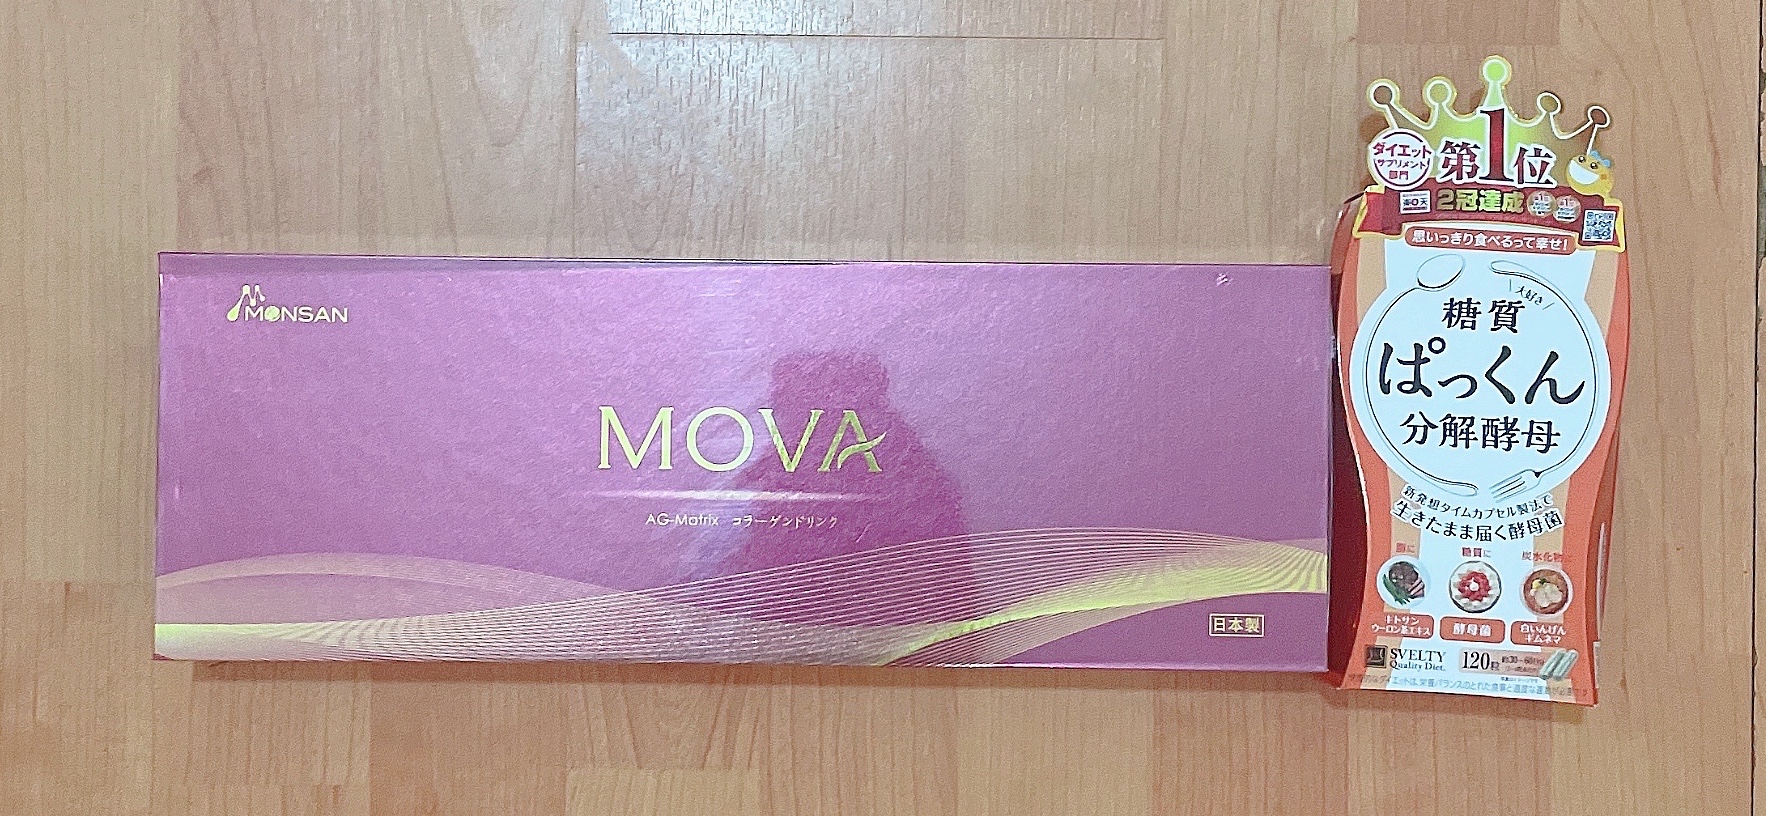 MONSAN
MOVA
AG-Matrix コラーゲンドリンク
日本製
ダイエット
サプリメント
部門
第1位
2冠達成
思いっきり食べるって幸せ!
大好き
糖質
ぱっくん
分解酵母
新発想タイムカプセル製法で
生きたまま届く酵母菌
脂に
糖質に
炭水化物に
キトサン
ウーロン茶エキス
酵母菌
白いんげん
ギムネマ
SVELTY
Quality Diet.
120粒